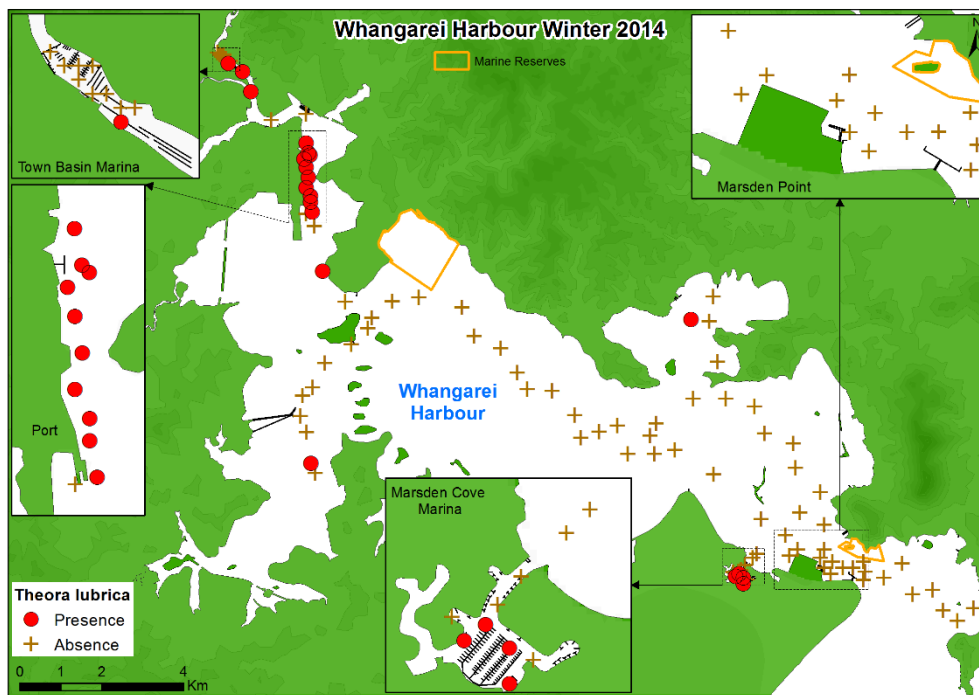 Whangarei Harbour Winter 2014
Marine Reserves
N
Town Basin Marina
Marsden Point
Port
Whangarei
Harbour
Marsden Cove
Marina
Theora lubrica
Presence
Absence
0 1 2 4
Km